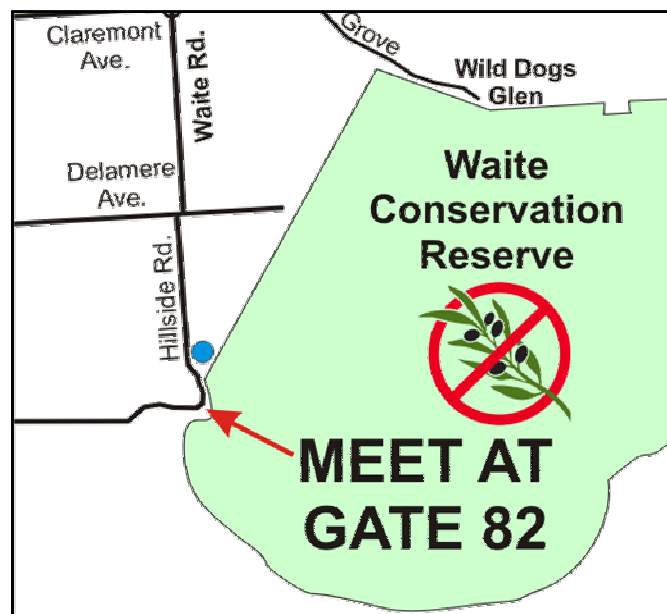 Claremont
Ave.
Waite Rd.
Grove
Wild Dogs
Glen
Delamere
Ave.
Waite
Conservation
Reserve
Hillside Rd.
MEET AT
GATE 82